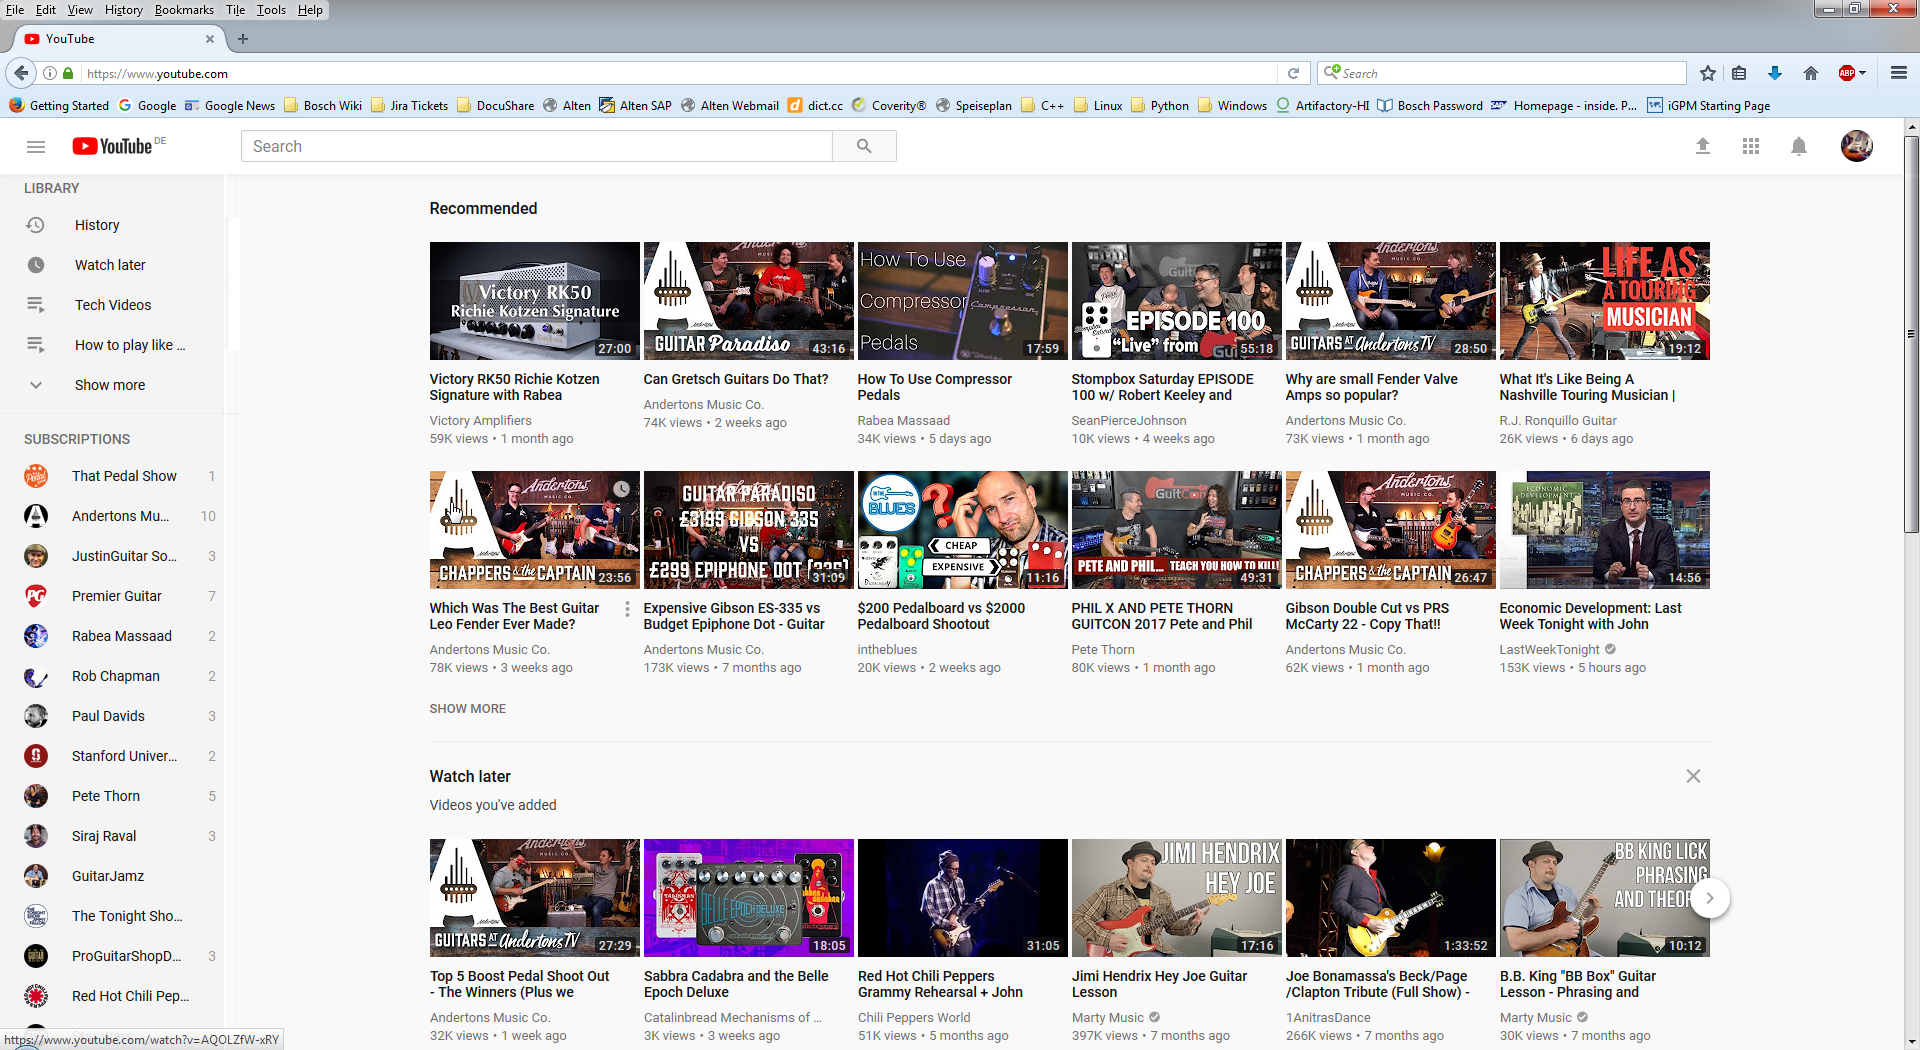 File Edit View History Bookmarks Tile Tools Help
YouTube
https://www.youtube.com
Search
Getting Started Google Google News Bosch Wiki Jira Tickets DocuShare Alten Alten SAP Alten Webmail dict.cc Coverity® Speiseplan C++ Linux Python Windows Artifactory-HI Bosch Password Homepage - inside. P... iGPM Starting Page
YouTube DE
Search
LIBRARY
History
Watch later
Tech Videos
How to play like ...
Show more
SUBSCRIPTIONS
That Pedal Show 1
Andertons Mu... 10
JustinGuitar So... 3
Premier Guitar 7
Rabea Massaad 2
Rob Chapman 2
Paul Davids 3
Stanford Univer... 2
Pete Thorn 5
Siraj Raval 3
GuitarJamz
The Tonight Sho...
ProGuitarShopD... 3
Red Hot Chili Pep...
https://www.youtube.com/watch?v=AQOLZfW-xRY
Recommended
Victory RK50
Richie Kotzen Signature
27:00
Victory RK50 Richie Kotzen
Signature with Rabea
Victory Amplifiers
59K views • 1 month ago
GUITAR Paradiso
43:16
Can Gretsch Guitars Do That?
Andertons Music Co.
74K views • 2 weeks ago
How To Use
Compressor
Pedals
17:59
How To Use Compressor
Pedals
Rabea Massaad
34K views • 5 days ago
EPISODE 100
"Live" from
55:18
Stompbox Saturday EPISODE
100 w/ Robert Keeley and
SeanPierceJohnson
10K views • 4 weeks ago
Andertons
GUITARS AT Andertons TV
28:50
Why are small Fender Valve
Amps so popular?
Andertons Music Co.
73K views • 1 month ago
LIFE AS
A TOURING
MUSICIAN
19:12
What It's Like Being A
Nashville Touring Musician |
R.J. Ronquillo Guitar
26K views • 6 days ago
Andertons
MUSIC CO.
CHAPPERS & the CAPTAIN
23:56
Which Was The Best Guitar
Leo Fender Ever Made?
Andertons Music Co.
78K views • 3 weeks ago
GUITAR PARADISO
£3199 GIBSON 335
VS
£299 EPIPHONE DOT (335)
31:09
Expensive Gibson ES-335 vs
Budget Epiphone Dot - Guitar
Andertons Music Co.
173K views • 7 months ago
IN THE
BLUES
CHEAP
EXPENSIVE
11:16
$200 Pedalboard vs $2000
Pedalboard Shootout
intheblues
20K views • 2 weeks ago
GuitCon
PETE AND PHIL... TEACH YOU HOW TO KILL!
49:31
PHIL X AND PETE THORN
GUITCON 2017 Pete and Phil
Pete Thorn
80K views • 1 month ago
Andertons
MUSIC CO.
CHAPPERS & the CAPTAIN
26:47
Gibson Double Cut vs PRS
McCarty 22 - Copy That!!
Andertons Music Co.
62K views • 1 month ago
ECONOMIC
DEVELOPMENT
14:56
Economic Development: Last
Week Tonight with John
LastWeekTonight
153K views • 5 hours ago
SHOW MORE
Watch later
Videos you've added
Andertons
GUITARS AT Andertons TV
27:29
Top 5 Boost Pedal Shoot Out
- The Winners (Plus we
Andertons Music Co.
32K views • 1 week ago
BELLE EPOCH DELUXE
18:05
Sabbra Cadabra and the Belle
Epoch Deluxe
Catalinbread Mechanisms of ...
3K views • 3 weeks ago
31:05
Red Hot Chili Peppers
Grammy Rehearsal + John
Chili Peppers World
51K views • 5 months ago
JIMI HENDRIX
HEY JOE
17:16
Jimi Hendrix Hey Joe Guitar
Lesson
Marty Music
397K views • 7 months ago
1:33:52
Joe Bonamassa's Beck/Page
/Clapton Tribute (Full Show) -
1AnitrasDance
266K views • 7 months ago
BB KING LICK
PHRASING
AND THEOR
10:12
B.B. King "BB Box" Guitar
Lesson - Phrasing and
Marty Music
30K views • 7 months ago